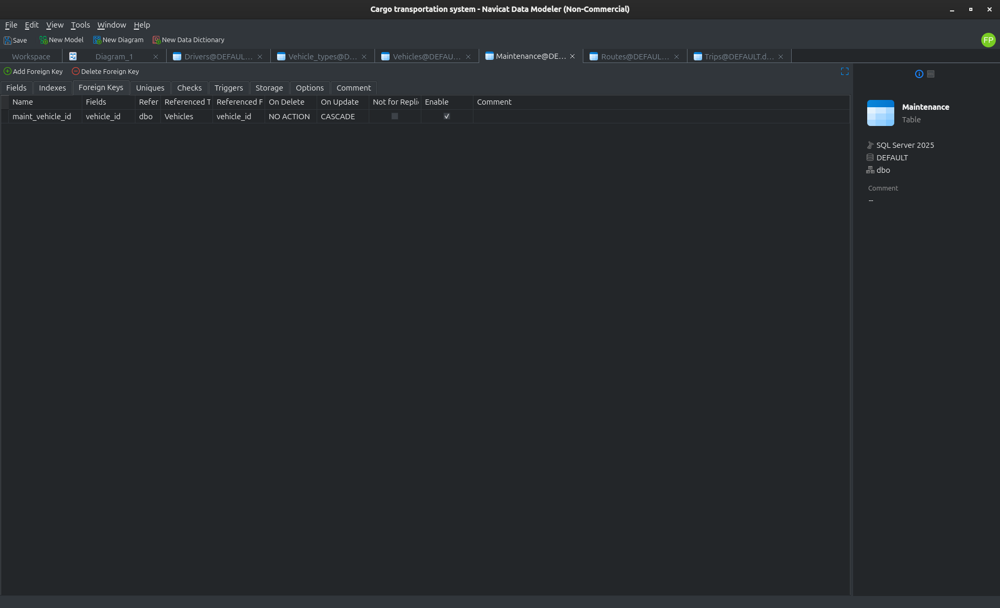 Cargo transportation system - Navicat Data Modeler (Non-Commercial)
File Edit View Tools Window Help
Save New Model New Diagram New Data Dictionary
FP
Workspace Diagram_1 Drivers@DEFAUL... Vehicle_types@D... Vehicles@DEFAU... Maintenance@DE... Routes@DEFAUL... Trips@DEFAULT.d...
Add Foreign Key Delete Foreign Key
Fields Indexes Foreign Keys Uniques Checks Triggers Storage Options Comment
Name Fields Refer Referenced T Referenced F On Delete On Update Not for Repli Enable Comment
maint_vehicle_id vehicle_id dbo Vehicles vehicle_id NO ACTION CASCADE
Maintenance
Table
SQL Server 2025
DEFAULT
dbo
Comment
--